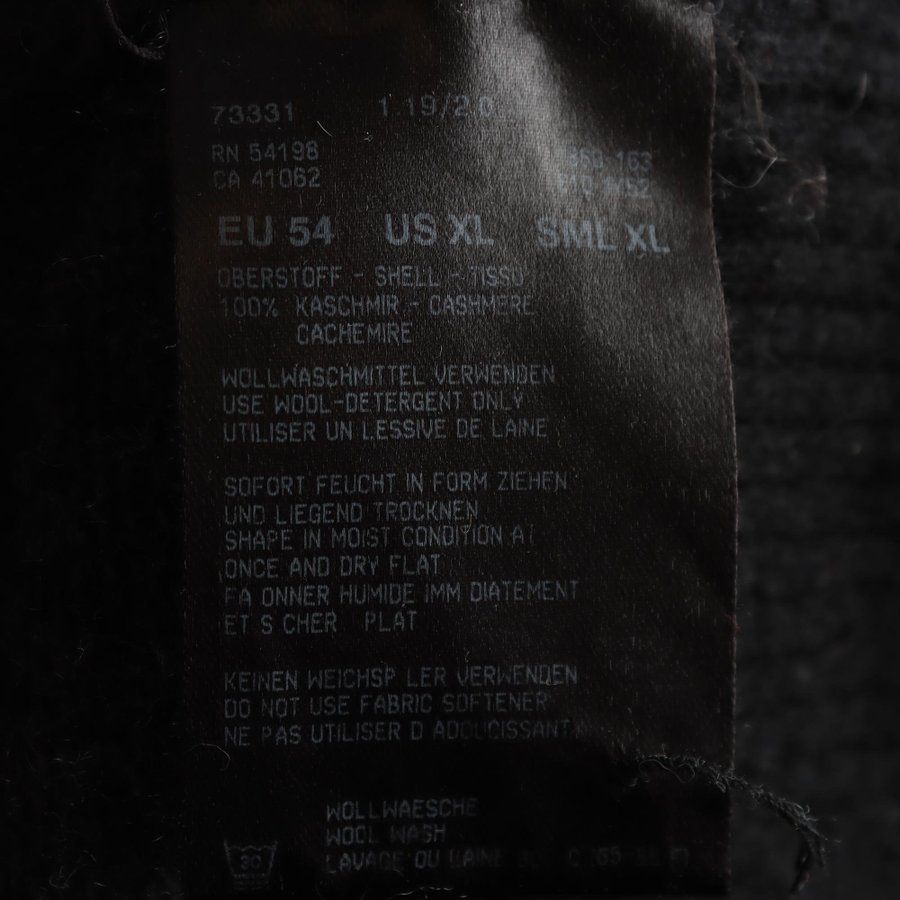 73331 1.19/2.0
RN 54198
CA 41062
EU 54 US XL SML XL
OBERSTOFF - SHELL - TISSU
100% KASCHMIR - CASHMERE
CACHEMIRE
WOLLWASCHMITTEL VERWENDEN
USE WOOL-DETERGENT ONLY
UTILISER UN LESSIVE DE LAINE
SOFORT FEUCHT IN FORM ZIEHEN
UND LIEGEND TROCKNEN
SHAPE IN MOIST CONDITION AT
ONCE AND DRY FLAT
FA ONNER HUMIDE IMM DIATEMENT
ET S CHER PLAT
KEINEN WEICHSP LER VERWENDEN
DO NOT USE FABRIC SOFTENER
NE PAS UTILISER D ADOUCISSANT
WOLLWAESCHE
WOOL WASH
30 LAVAGE OU LAINE